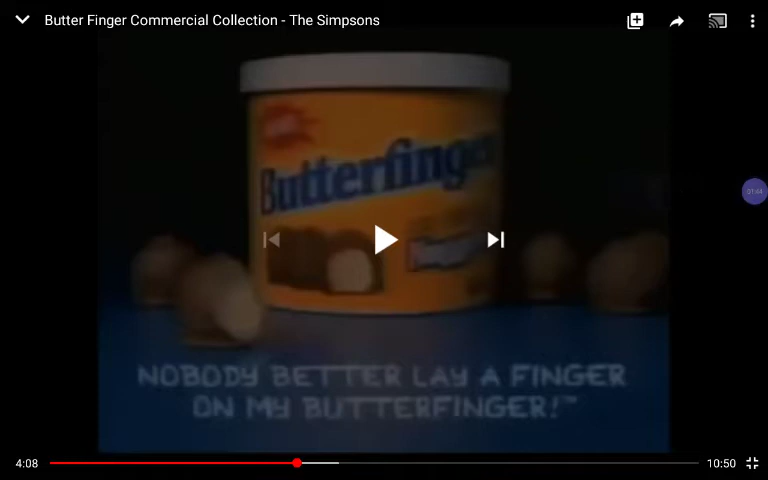 Butter Finger Commercial Collection - The Simpsons
Butterfinger
NOBODY BETTER LAY A FINGER
ON MY BUTTERFINGER!™
4:08
10:50